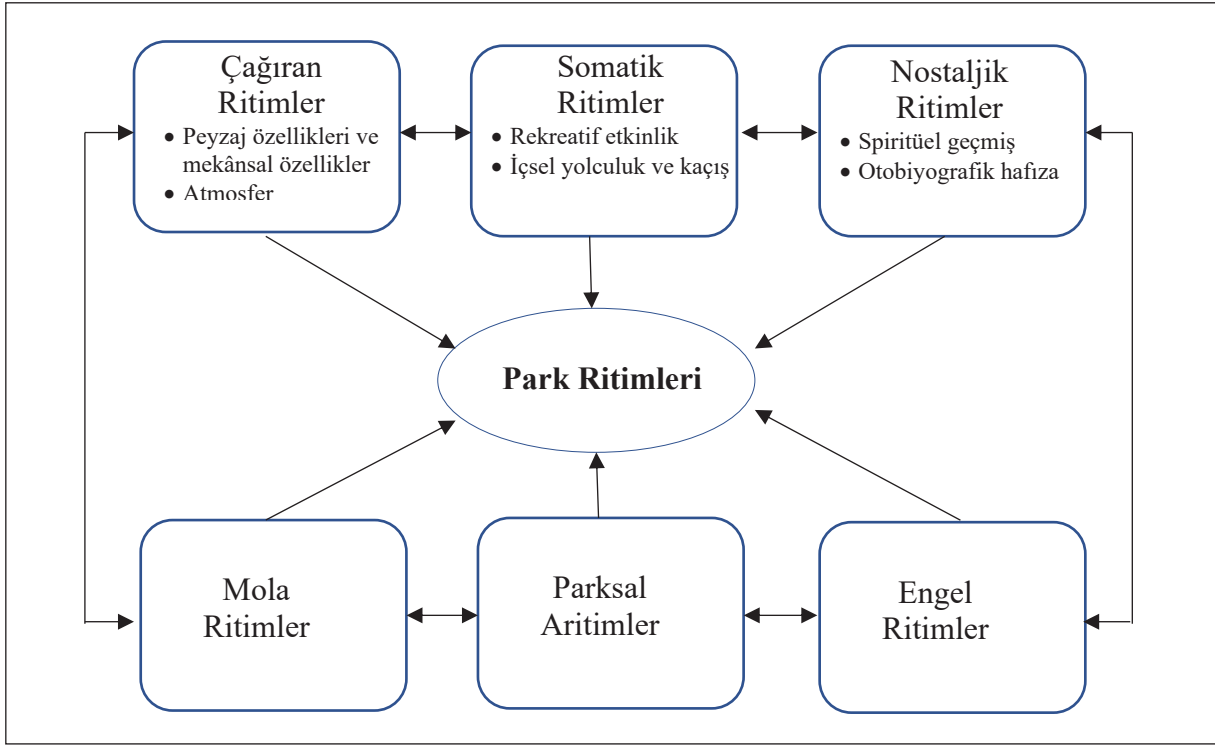 Çağıran
Ritimler
• Peyzaj özellikleri ve
mekânsal özellikler
• Atmosfer
Somatik
Ritimler
• Rekreatif etkinlik
• İçsel yolculuk ve kaçış
Nostaljik
Ritimler
• Spiritüel geçmiş
• Otobiyografik hafıza
Park Ritimleri
Mola
Ritimler
Parksal
Aritimler
Engel
Ritimler